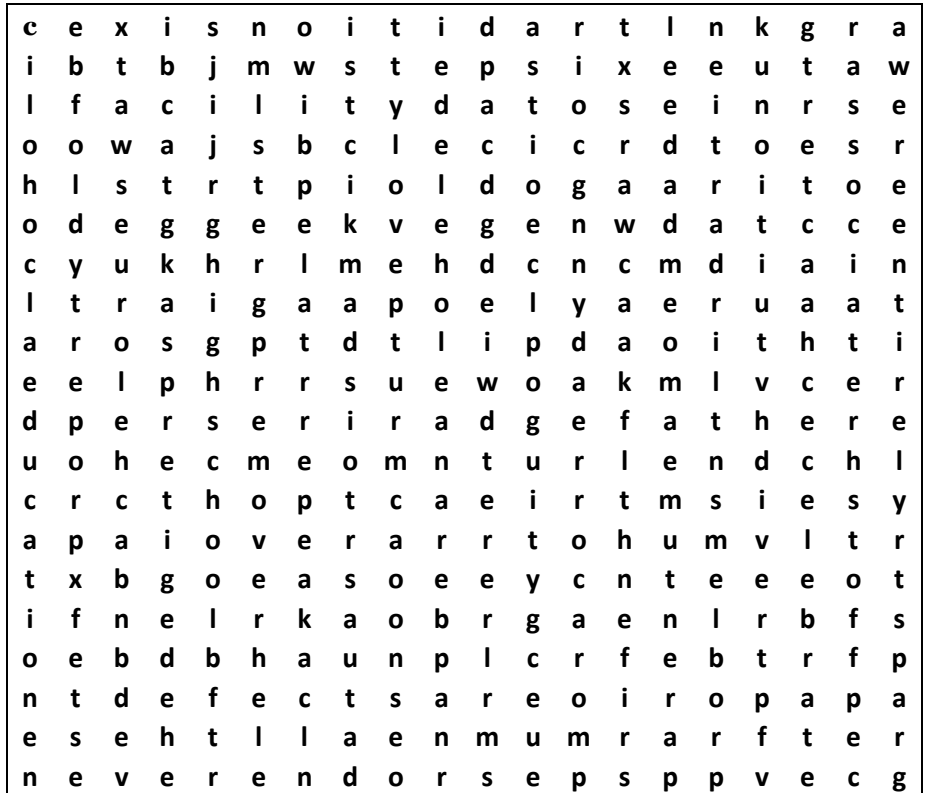 c e x i s n o i t i d a r t l n k g r a
i b t b j m w s t e p s i x e e u t a w
l f a c i l i t y d a t o s e i n r s e
o o w a j s b c l e c i c r d t o e s r
h l s t r t p i o l d o g a a r i t o e
o d e g g e e k v e g e n w d a t c c e
c y u k h r l m e h d c n c m d i a i n
l t r a i g a a p o e l y a e r u a a t
a r o s g p t d t l i p d a o i t h t i
e e l p h r r s u e w o a k m l v c e r
d p e r s e r i r a d g e f a t h e r e
u o h e c m e o m n t u r l e n d c h l
c r c t h o p t c a e i r t m s i e s y
a p a i o v e r a r r t o h u m v l t r
t x b g o e a s o e e y c n t e e e o t
i f n e l r k a o b r g a e n l r b f s
o e b d b h a u n p l c r f e b t r f p
n t d e f e c t s a r e o i r o p a p a
e s e h t l l a e n m u m r a r f t e r
n e v e r e n d o r s e p s p p v e c g